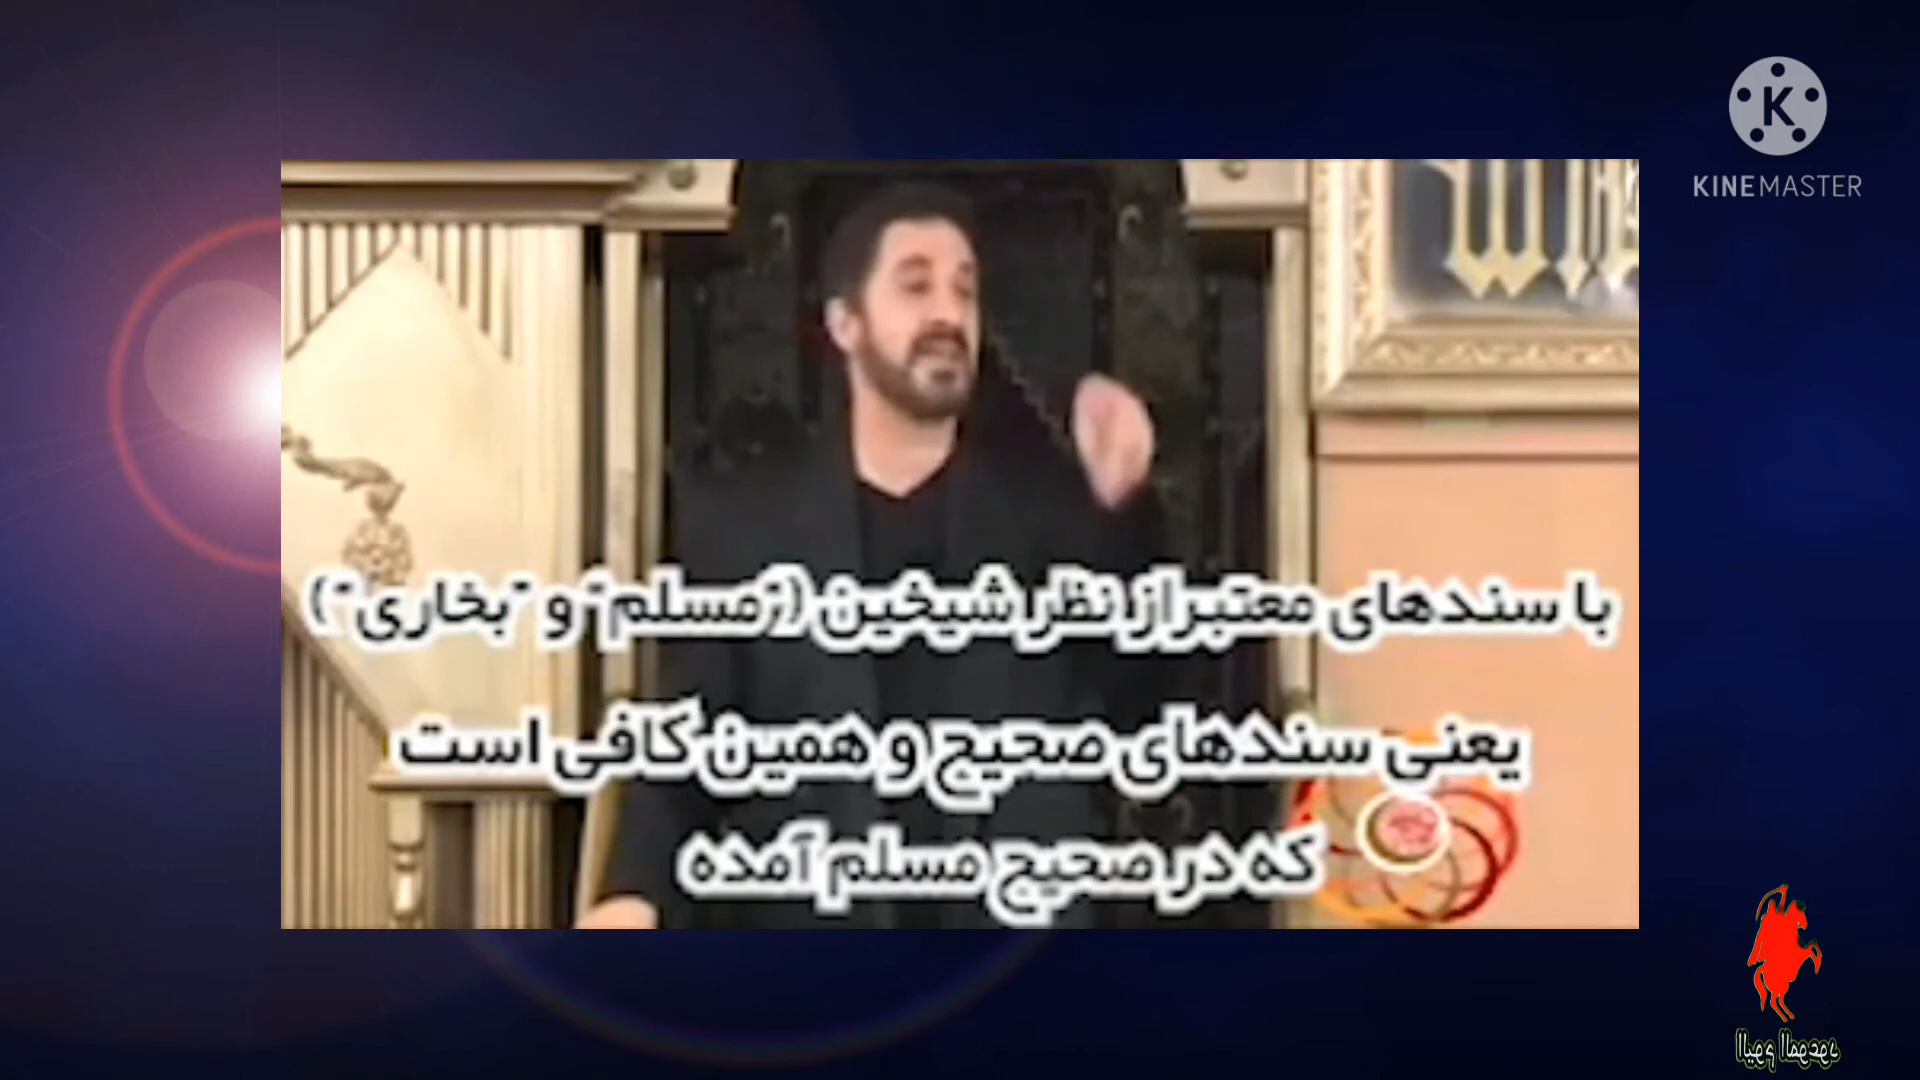 KINEMASTER
با سندهای معتبر از نظر شیخین ("مسلم" و "بخاری")
یعنی سندهای صحیح و همین کافی است
که در صحیح مسلم آمده